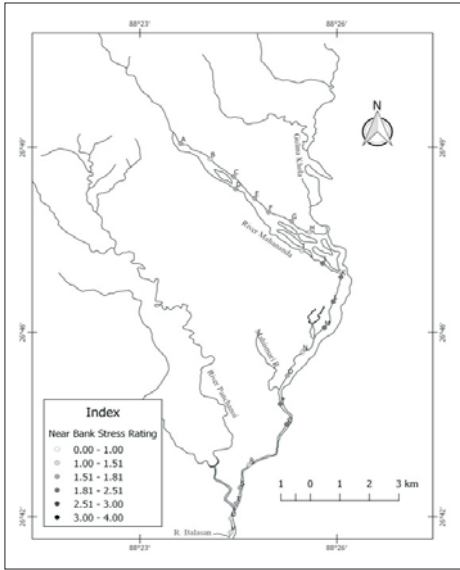 88°23' 88°26'
N
26°49' 26°49'
A
B
C
E
F
G
H
Gulma Khola
River Mahananda
26°46' 26°46'
M
N
Mahismari R.
River Panchanoi
Index
Near Bank Stress Rating
0.00 - 1.00
1.00 - 1.51
1.51 - 1.81
1.81 - 2.51
2.51 - 3.00
3.00 - 4.00
1 0 1 2 3 km
26°42' 26°42'
R. Balasan
88°23' 88°26'